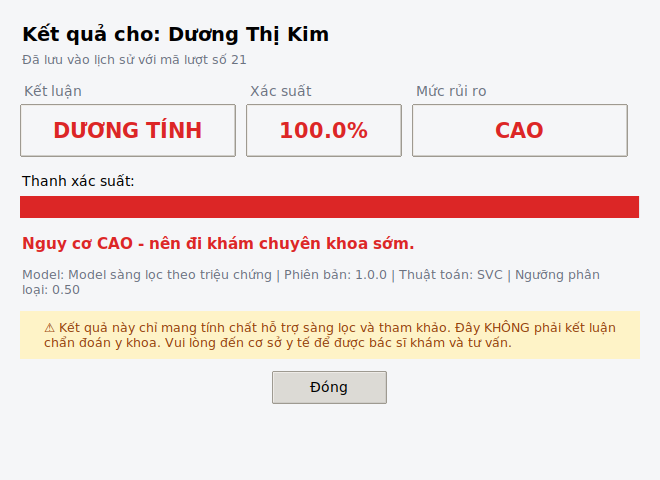 Kết quả cho: Dương Thị Kim
Đã lưu vào lịch sử với mã lượt số 21
Kết luận
Xác suất
Mức rủi ro
DƯƠNG TÍNH
100.0%
CAO
Thanh xác suất:
Nguy cơ CAO - nên đi khám chuyên khoa sớm.
Model: Model sàng lọc theo triệu chứng | Phiên bản: 1.0.0 | Thuật toán: SVC | Ngưỡng phân
loại: 0.50
⚠ Kết quả này chỉ mang tính chất hỗ trợ sàng lọc và tham khảo. Đây KHÔNG phải kết luận
chẩn đoán y khoa. Vui lòng đến cơ sở y tế để được bác sĩ khám và tư vấn.
Đóng